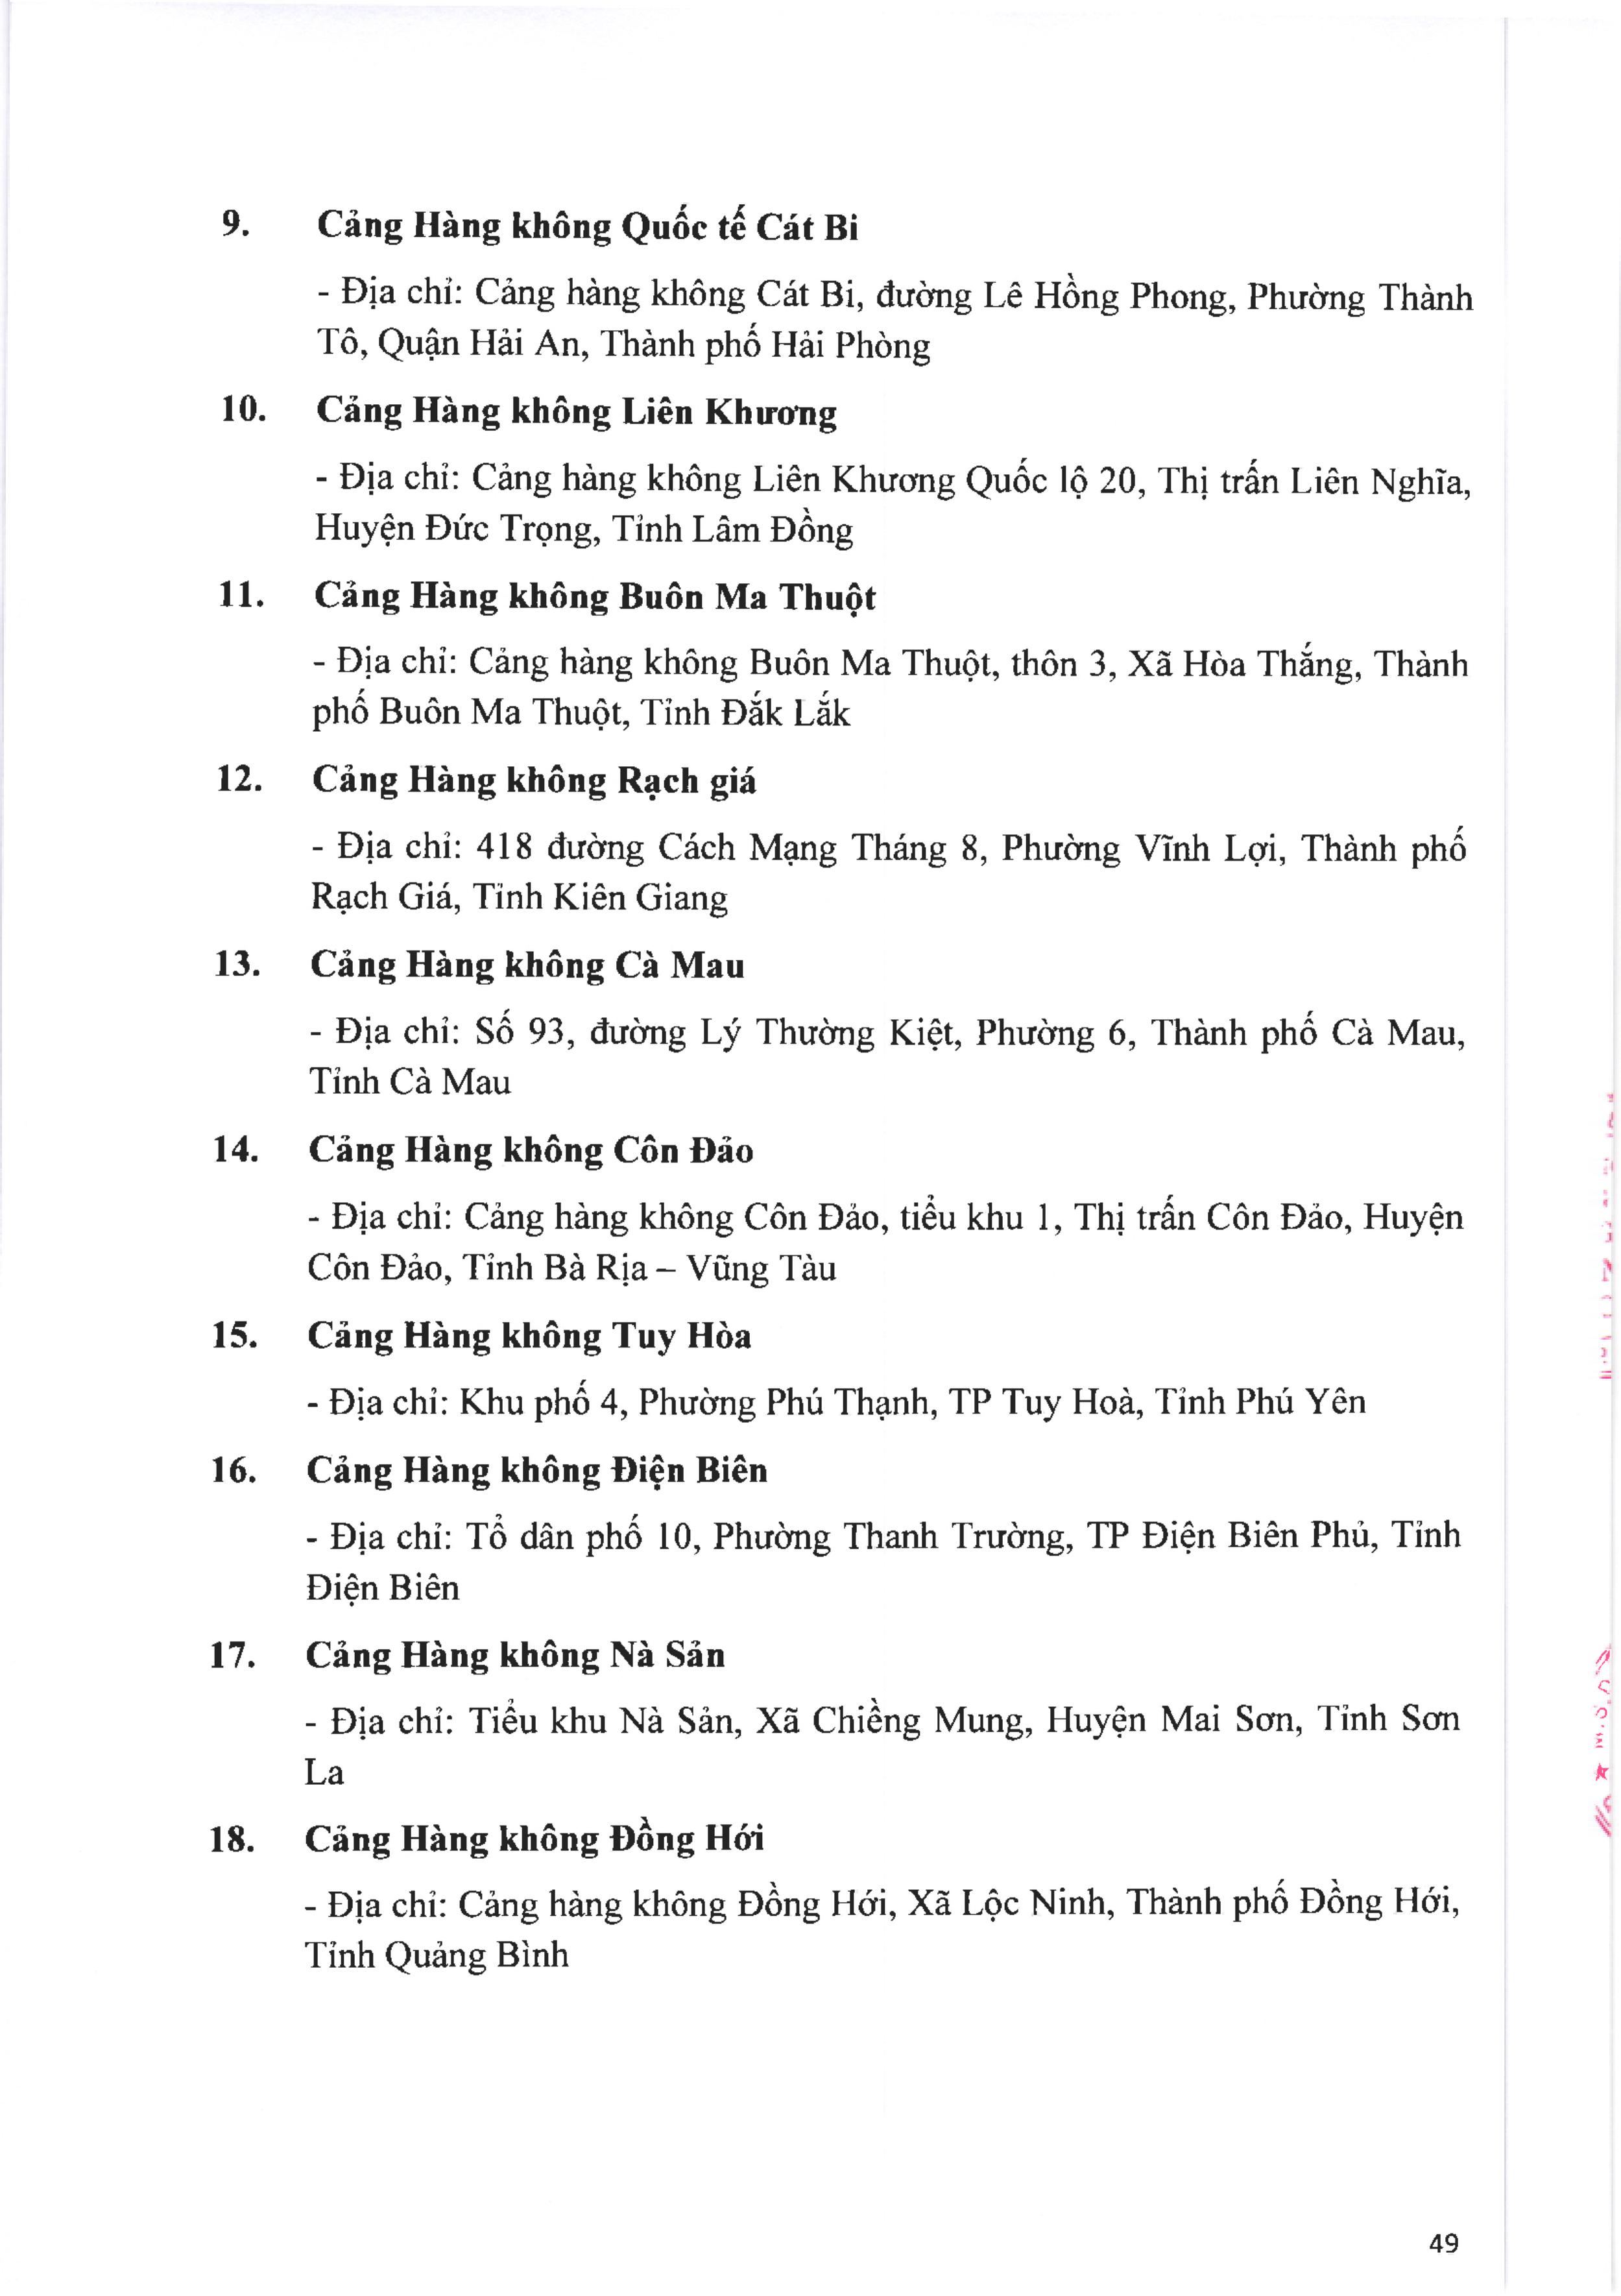 9. Cảng Hàng không Quốc tế Cát Bi
- Địa chỉ: Cảng hàng không Cát Bi, đường Lê Hồng Phong, Phường Thành
Tô, Quận Hải An, Thành phố Hải Phòng
10. Cảng Hàng không Liên Khương
- Địa chỉ: Cảng hàng không Liên Khương Quốc lộ 20, Thị trấn Liên Nghĩa,
Huyện Đức Trọng, Tỉnh Lâm Đồng
11. Cảng Hàng không Buôn Ma Thuột
- Địa chỉ: Cảng hàng không Buôn Ma Thuột, thôn 3, Xã Hòa Thắng, Thành
phố Buôn Ma Thuột, Tỉnh Đắk Lắk
12. Cảng Hàng không Rạch giá
- Địa chỉ: 418 đường Cách Mạng Tháng 8, Phường Vĩnh Lợi, Thành phố
Rạch Giá, Tỉnh Kiên Giang
13. Cảng Hàng không Cà Mau
- Địa chỉ: Số 93, đường Lý Thường Kiệt, Phường 6, Thành phố Cà Mau,
Tỉnh Cà Mau
14. Cảng Hàng không Côn Đảo
- Địa chỉ: Cảng hàng không Côn Đảo, tiểu khu 1, Thị trấn Côn Đảo, Huyện
Côn Đảo, Tỉnh Bà Rịa – Vũng Tàu
15. Cảng Hàng không Tuy Hòa
- Địa chỉ: Khu phố 4, Phường Phú Thạnh, TP Tuy Hoà, Tỉnh Phú Yên
16. Cảng Hàng không Điện Biên
- Địa chỉ: Tổ dân phố 10, Phường Thanh Trường, TP Điện Biên Phủ, Tỉnh
Điện Biên
17. Cảng Hàng không Nà Sản
- Địa chỉ: Tiểu khu Nà Sản, Xã Chiềng Mung, Huyện Mai Sơn, Tỉnh Sơn
La
18. Cảng Hàng không Đồng Hới
- Địa chỉ: Cảng hàng không Đồng Hới, Xã Lộc Ninh, Thành phố Đồng Hới,
Tỉnh Quảng Bình
49